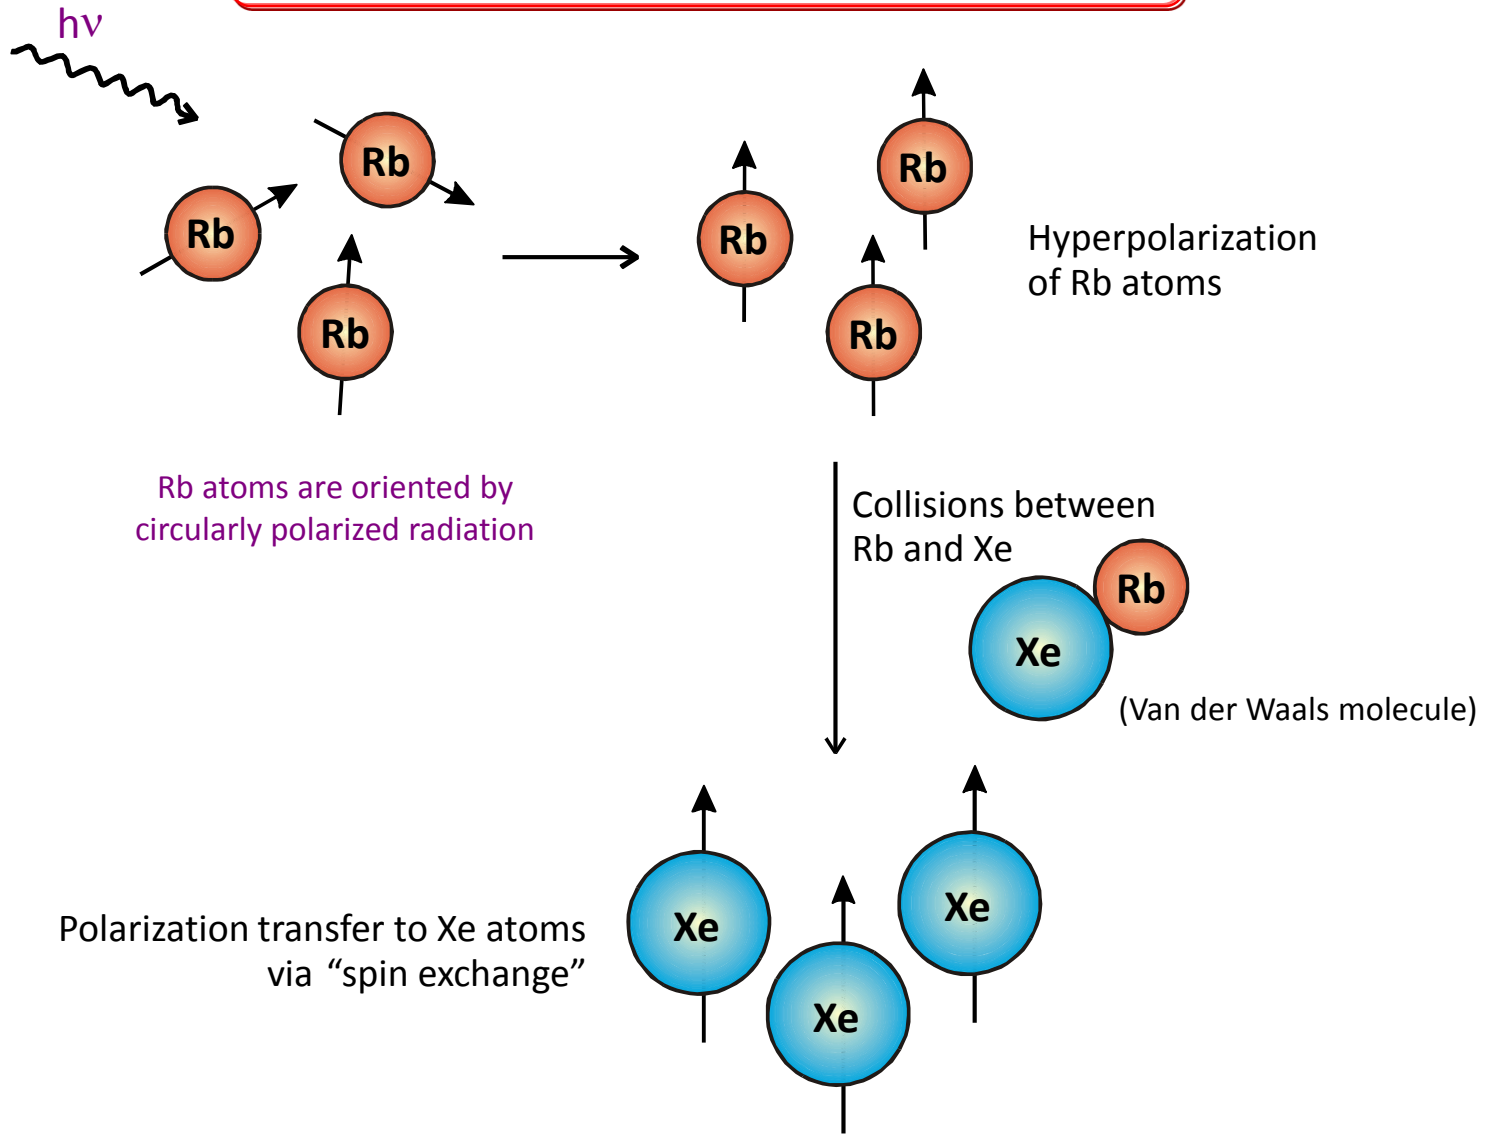 hν
Rb
Rb
Rb
Rb
Rb
Rb
Hyperpolarization
of Rb atoms
Rb atoms are oriented by
circularly polarized radiation
Collisions between
Rb and Xe
Rb
Xe
(Van der Waals molecule)
Polarization transfer to Xe atoms
via “spin exchange”
Xe
Xe
Xe